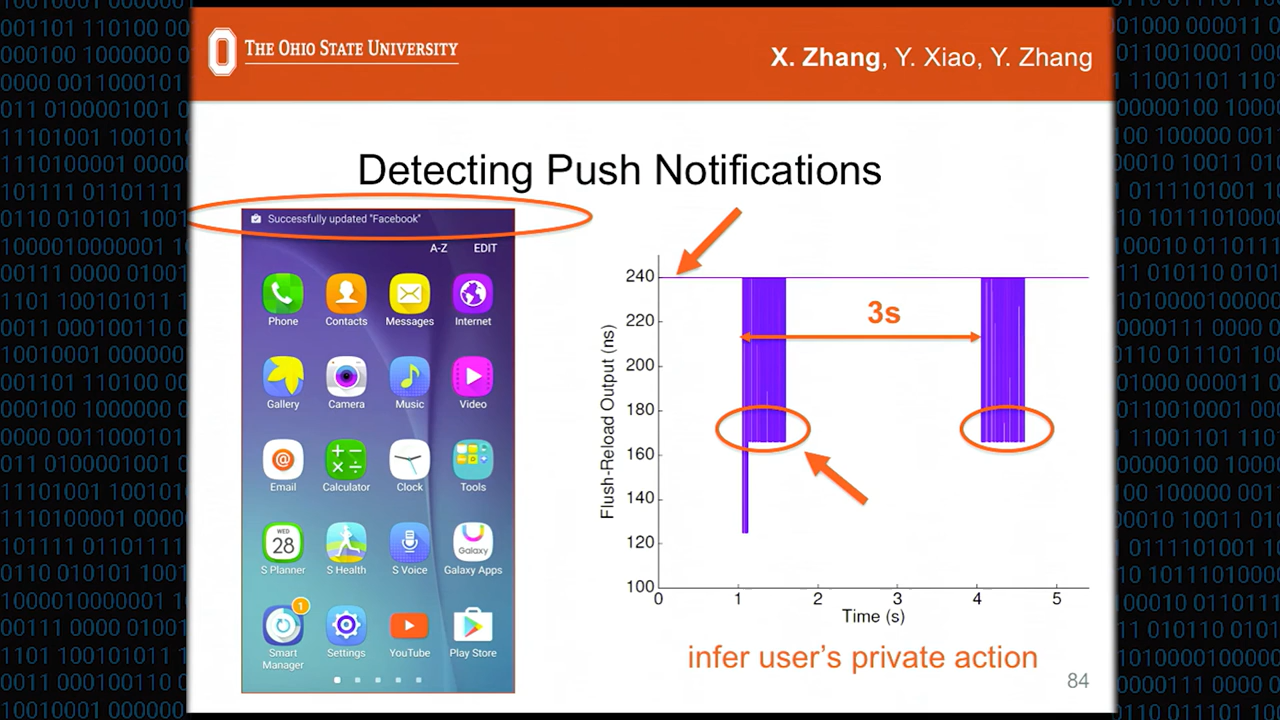 THE OHIO STATE UNIVERSITY
X. Zhang, Y. Xiao, Y. Zhang
Detecting Push Notifications
Successfully updated "Facebook"
A-Z EDIT
Phone Contacts Messages Internet
Gallery Camera Music Video
@
Email Calculator Clock Tools
WED
28
Galaxy
S Planner S Health S Voice Galaxy Apps
1
Smart Manager Settings YouTube Play Store
Flush-Reload Output (ns)
240
220
200
180
160
140
120
100
3s
0 1 2 3 4 5
Time (s)
infer user's private action
84